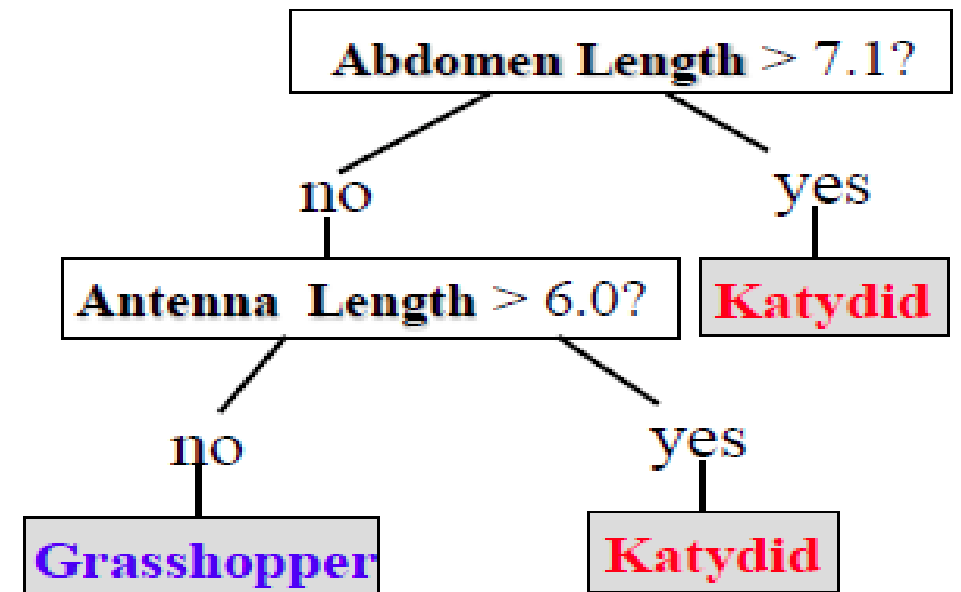 Abdomen Length > 7.1?
no
yes
Antenna Length > 6.0?
Katydid
no
yes
Grasshopper
Katydid